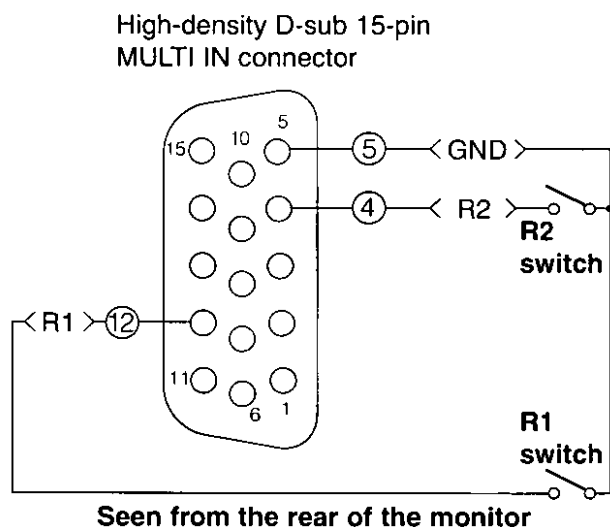 High-density D-sub 15-pin
MULTI IN connector
5
10
15
5
GND
4
R2
R2
switch
R1
12
11
6
1
R1
switch
Seen from the rear of the monitor